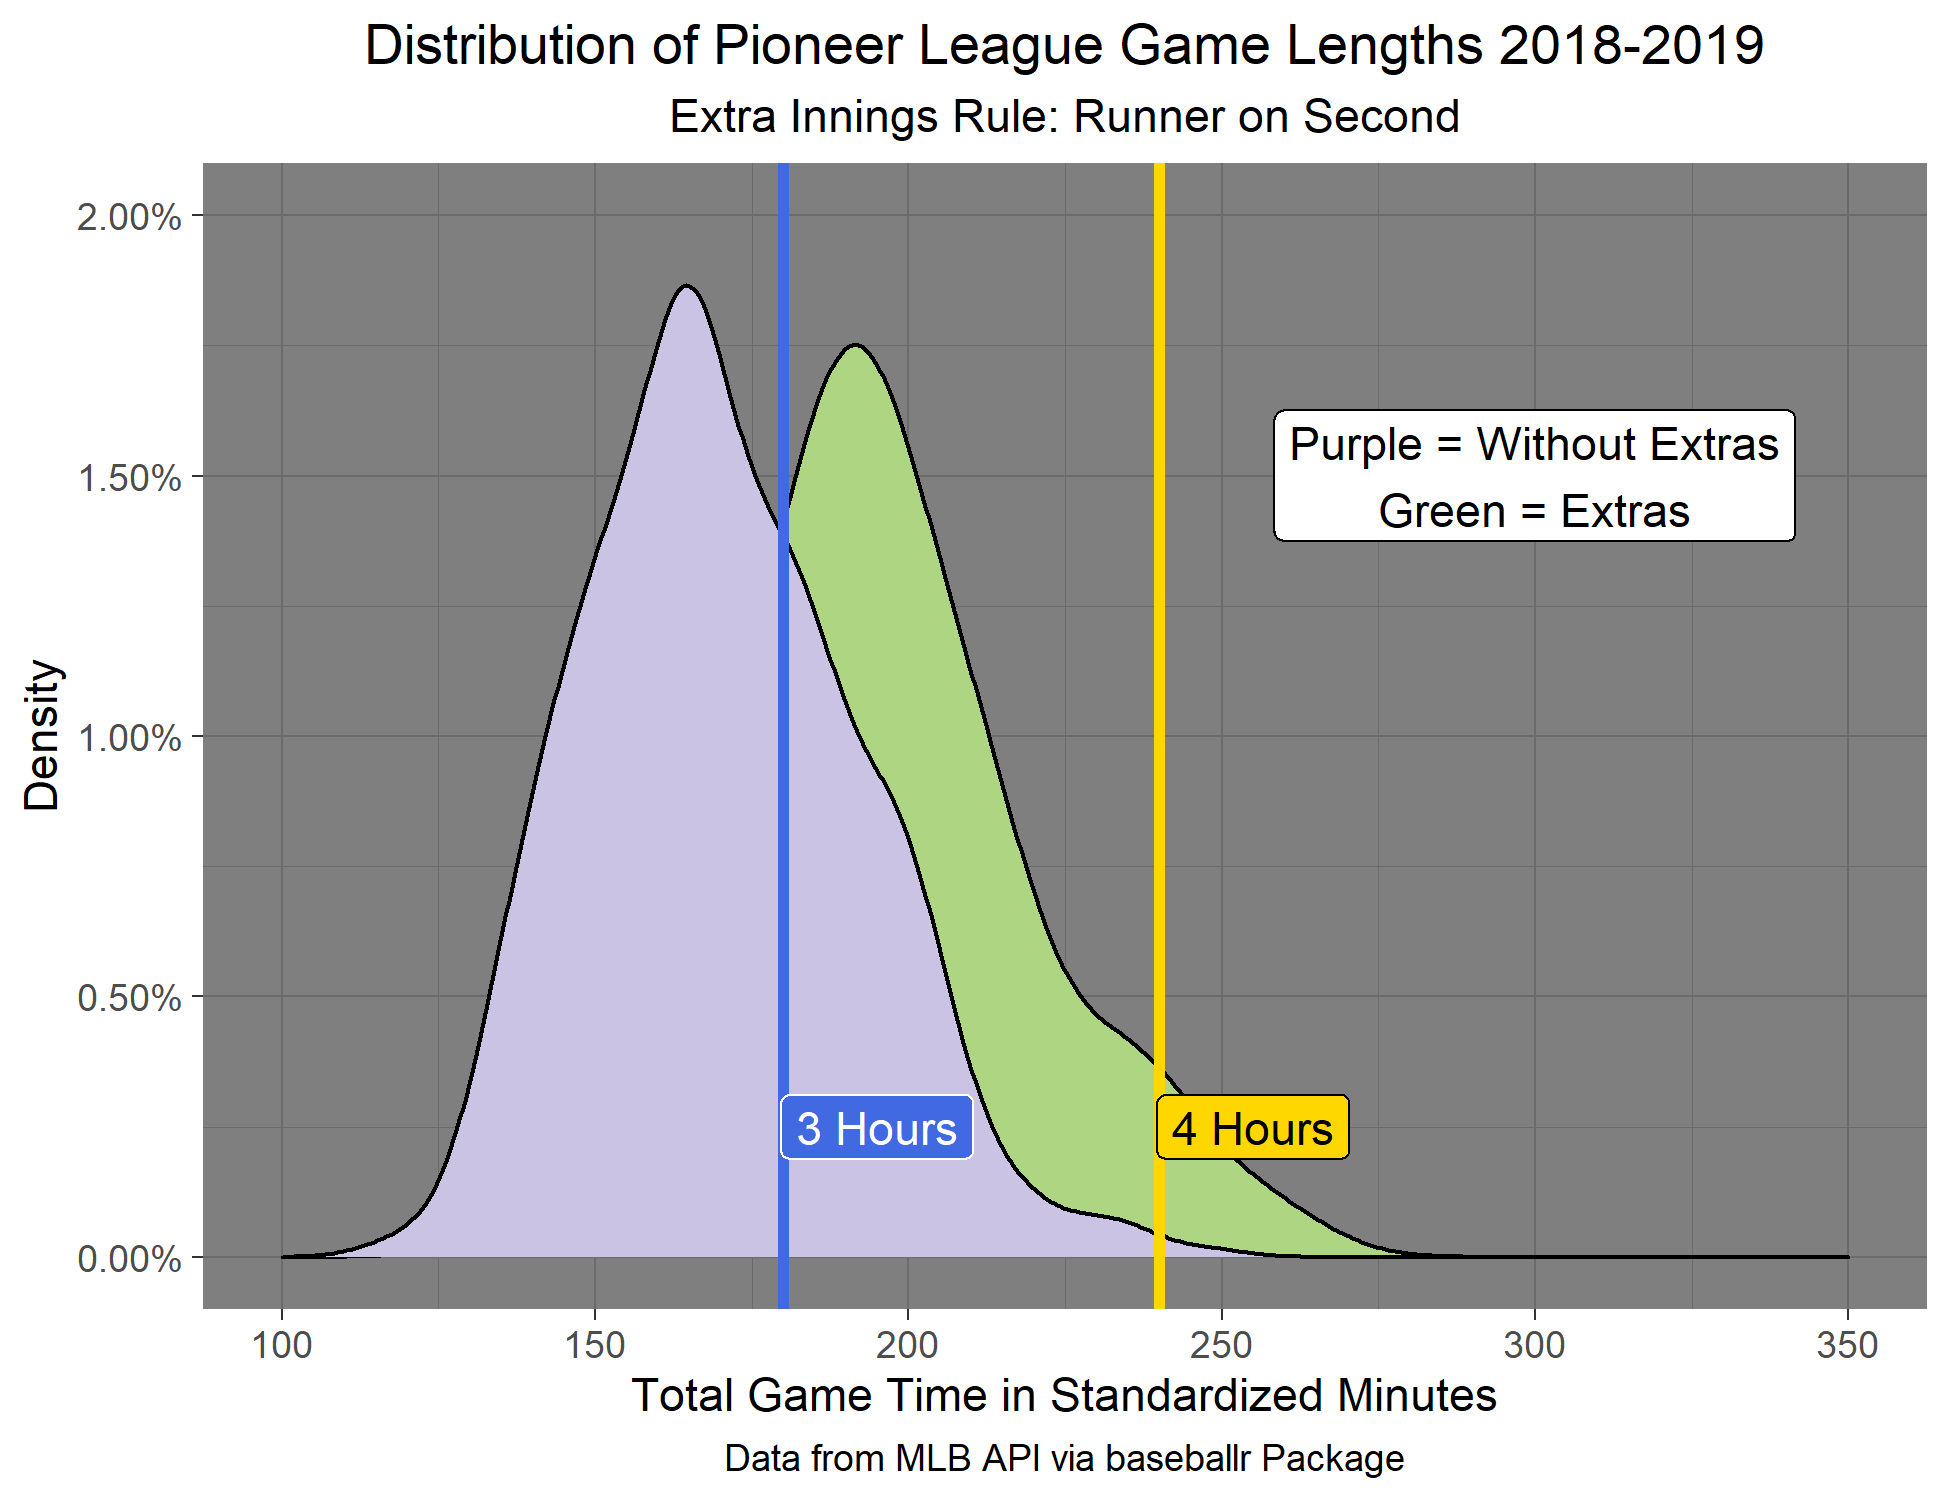 Distribution of Pioneer League Game Lengths 2018-2019
Extra Innings Rule: Runner on Second
2.00%
1.50%
1.00%
0.50%
0.00%
Density
Purple = Without Extras
Green = Extras
3 Hours
4 Hours
100
150
200
250
300
350
Total Game Time in Standardized Minutes
Data from MLB API via baseballr Package